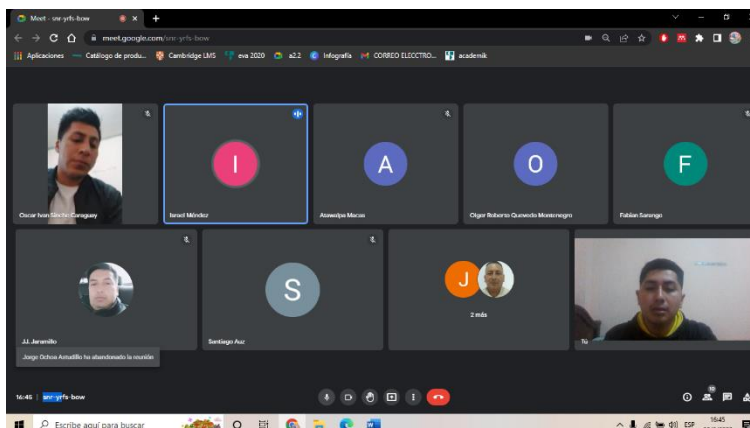 Meet - snr-yrfs-bow
meet.google.com/snr-yrfs-bow
Aplicaciones Catálogo de produ... Cambridge LMS eva 2020 a2.2 Infografía CORREO ELECCTRO... academik
I
A
O
F
Oscar Ivan Caraguay
Israel Méndez
Atawalpa Macas
Olger Roberto Quevedo Montenegro
Fabian Sarango
S
J
2 más
J.L. Jaramillo
Santiago Auz
Tú
Jorge Ochoa Astudillo ha abandonado la reunión
16:45 | snr-yrfs-bow
10
Escribe aquí para buscar
ESP
16:45